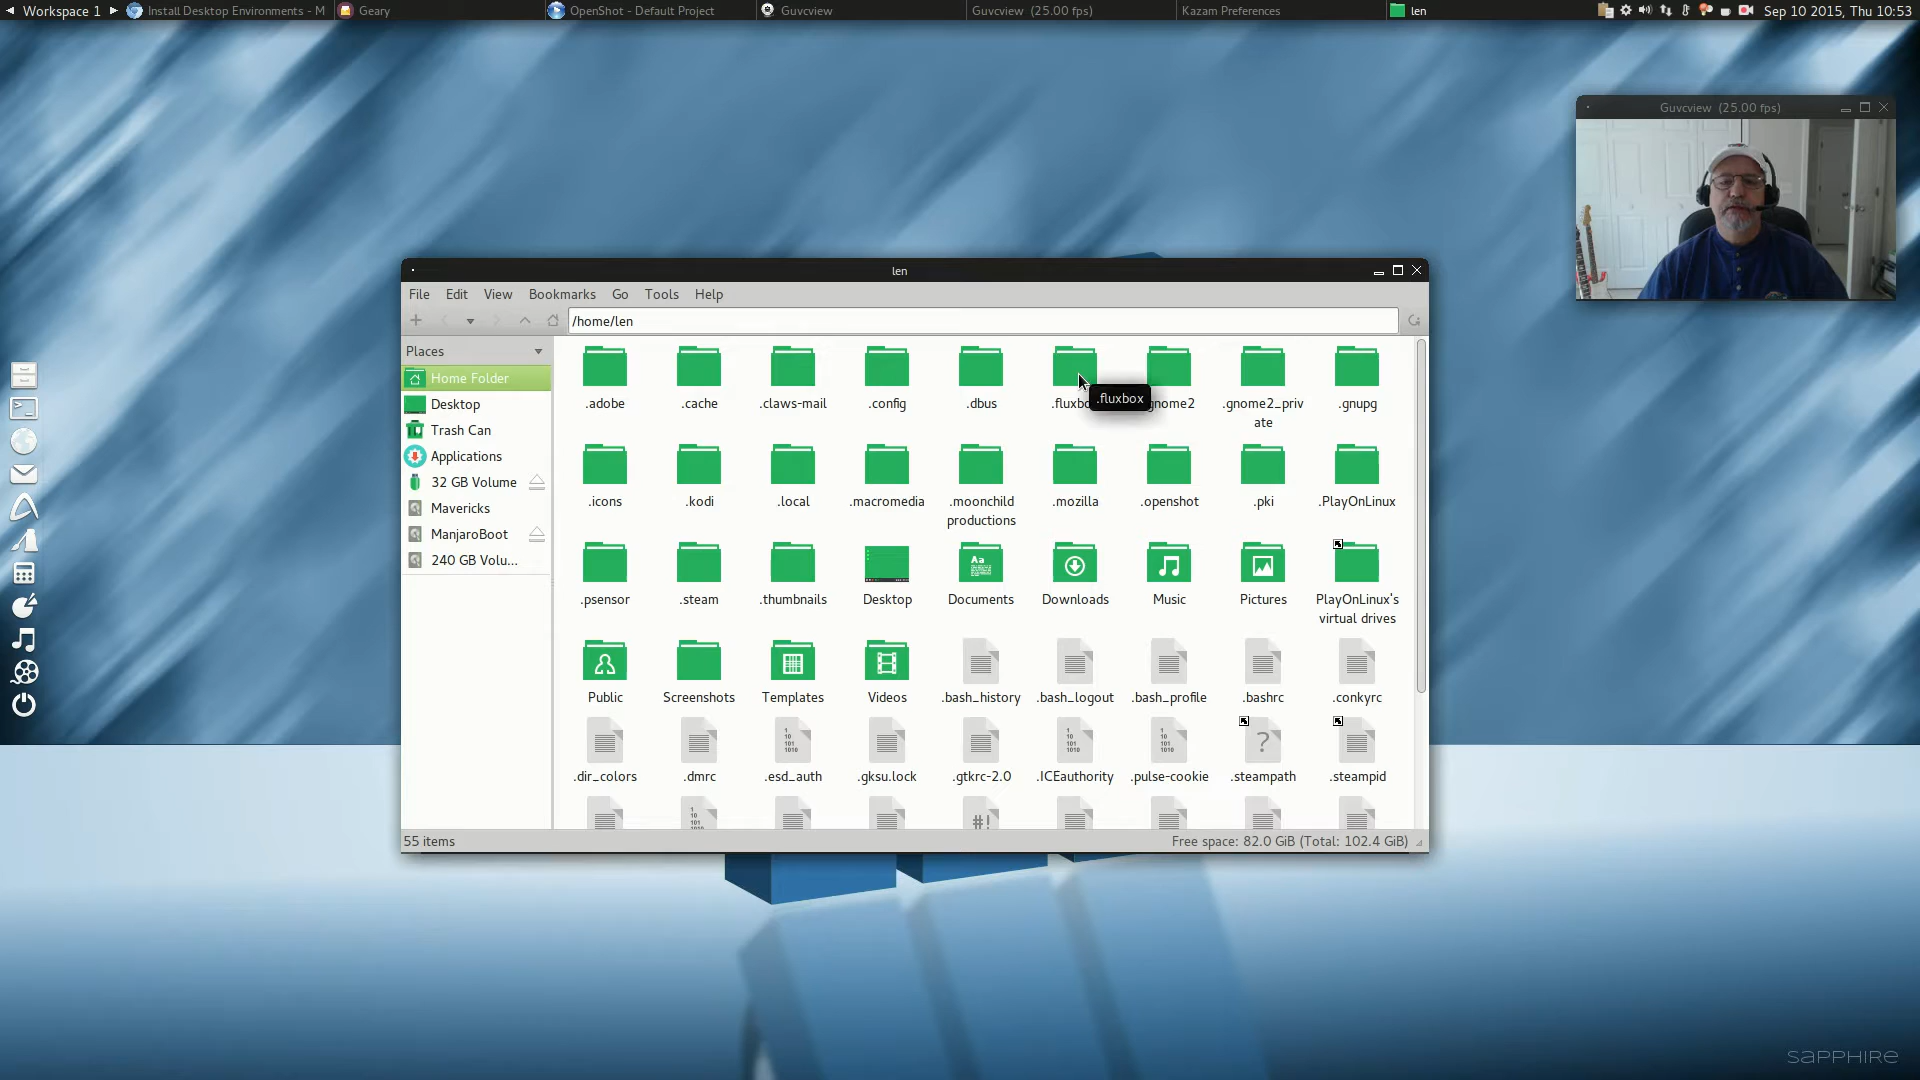 Workspace 1
Install Desktop Environments - M
Geary
OpenShot - Default Project
Guvcview
Guvcview (25.00 fps)
Kazam Preferences
len
Sep 10 2015, Thu 10:53
Guvcview (25.00 fps)
len
File Edit View Bookmarks Go Tools Help
/home/len
Places
Home Folder
Desktop
Trash Can
Applications
32 GB Volume
Mavericks
ManjaroBoot
240 GB Volu...
.adobe .cache .claws-mail .config .dbus .fluxbo gnome2 .gnome2_priv .gnupg
ate
.fluxbox
.icons .kodi .local .macromedia .moonchild .mozilla .openshot .pki .PlayOnLinux
productions
.psensor .steam .thumbnails Desktop Documents Downloads Music Pictures PlayOnLinux's
virtual drives
Public Screenshots Templates Videos .bash_history .bash_logout .bash_profile .bashrc .conkyrc
.dir_colors .dmrc .esd_auth .gksu.lock .gtkrc-2.0 .ICEauthority .pulse-cookie .steampath .steampid
55 items
Free space: 82.0 GiB (Total: 102.4 GiB)
SAPPHIRE